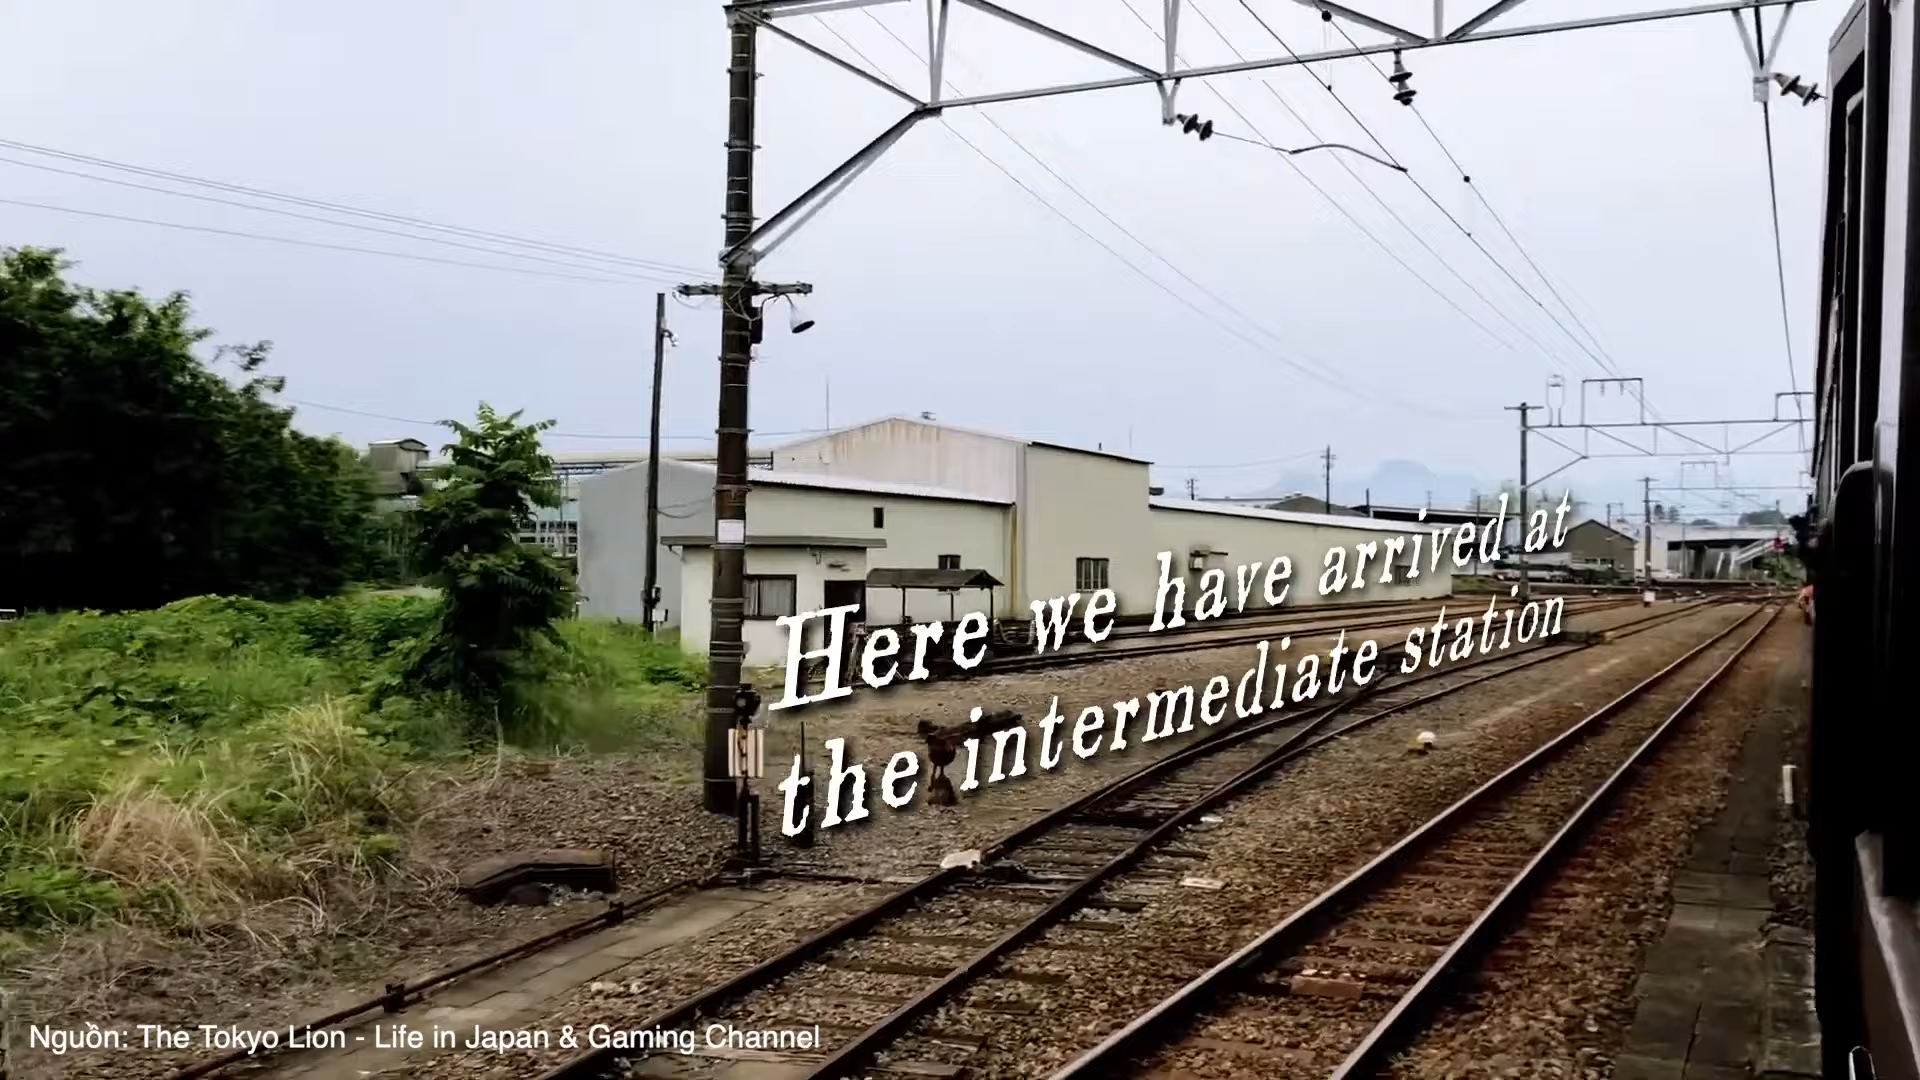 Here we have arrived at
the intermediate station
Nguồn: The Tokyo Lion - Life in Japan & Gaming Channel